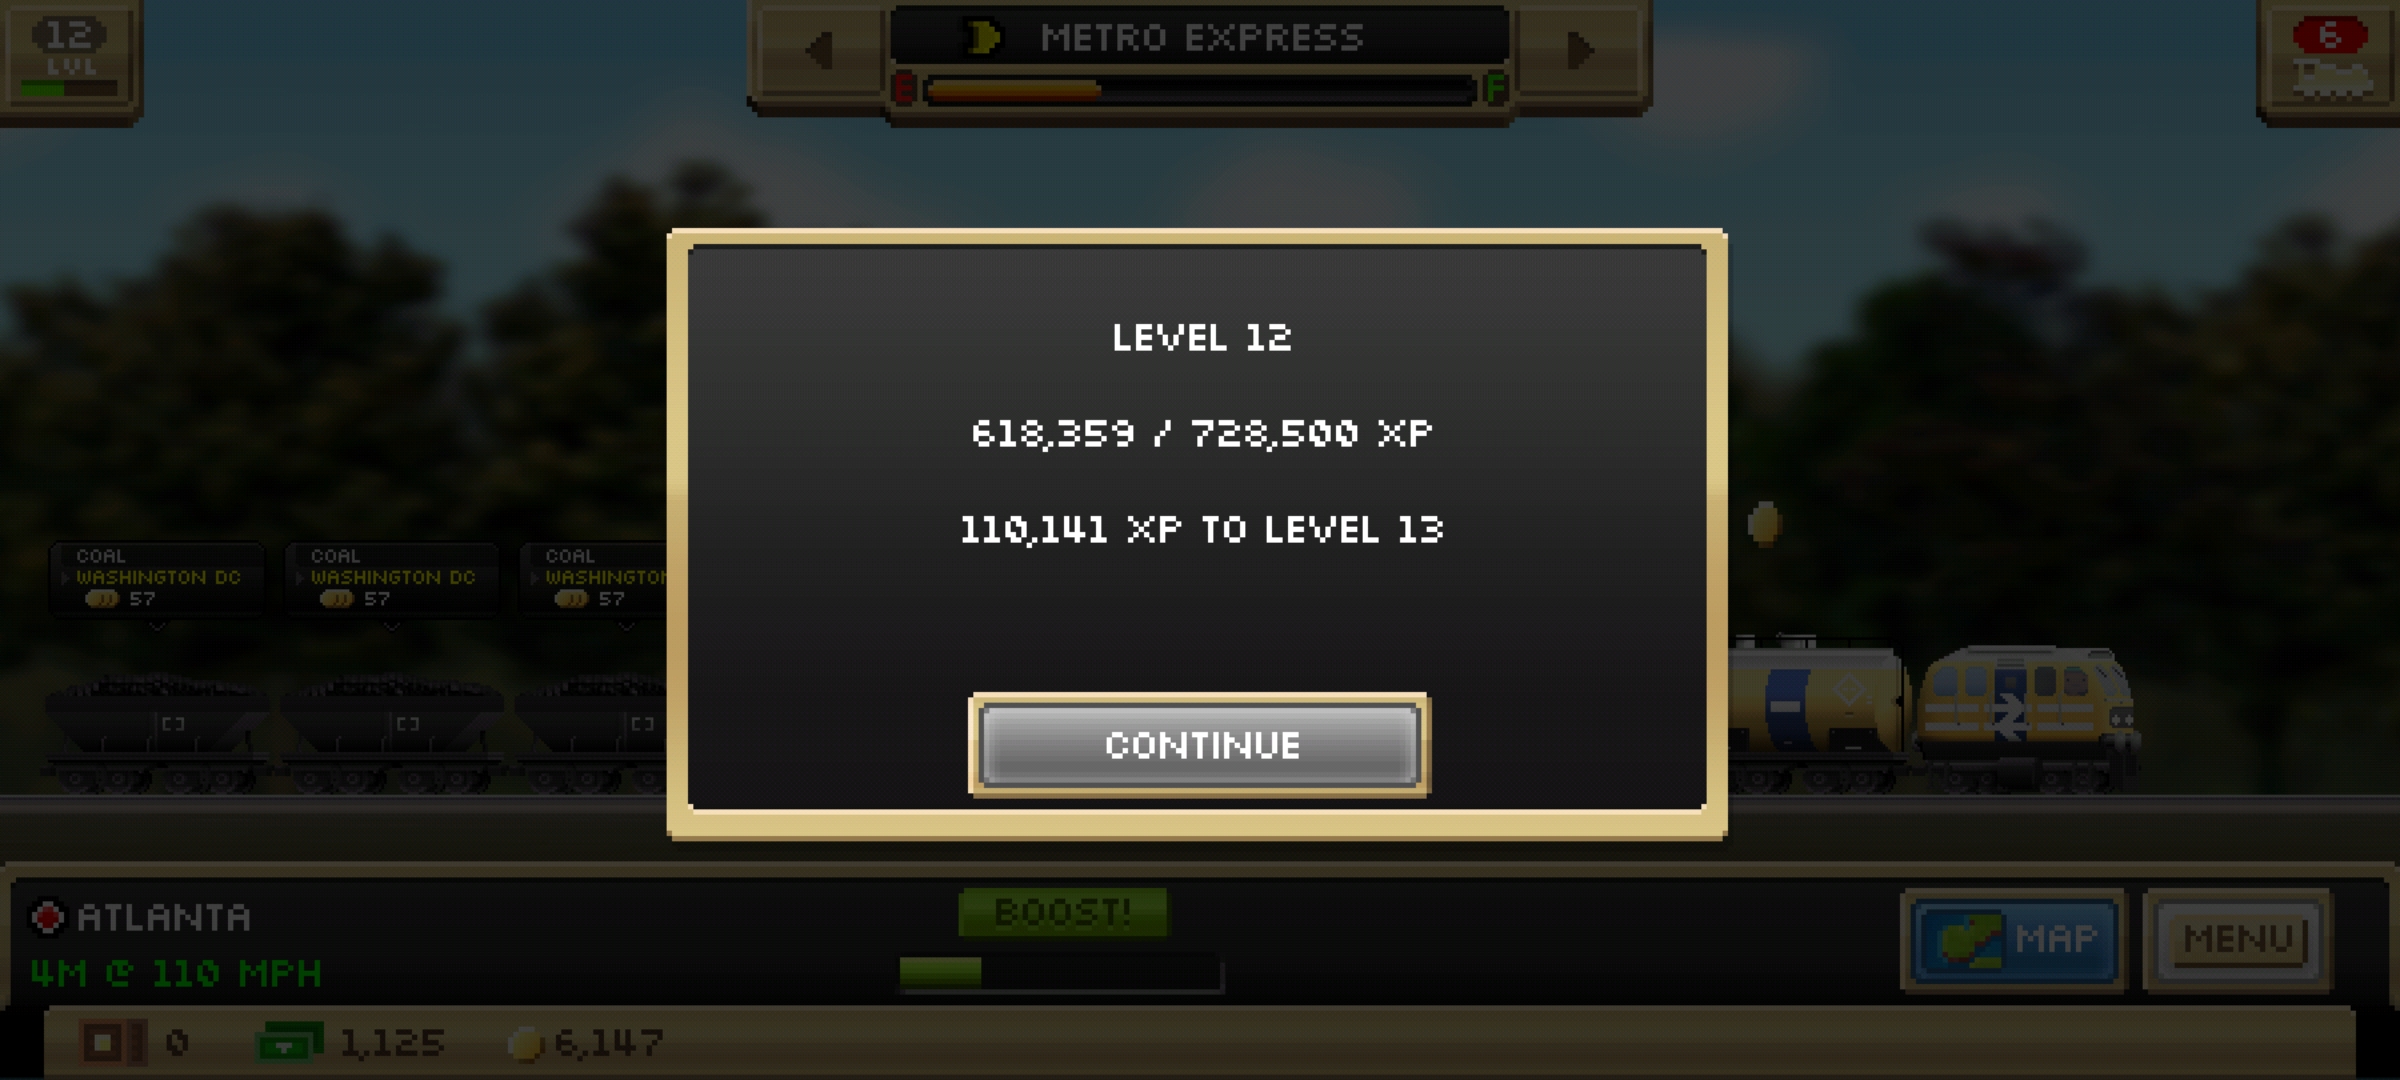 12
LVL
METRO EXPRESS
E
F
6
LEVEL 12
618,359 / 728,500 XP
110,141 XP TO LEVEL 13
CONTINUE
COAL
WASHINGTON DC
57
COAL
WASHINGTON DC
57
COAL
WASHINGTON
57
ATLANTA
4M @ 110 MPH
BOOST!
MAP
MENU
0
1,125
6,147